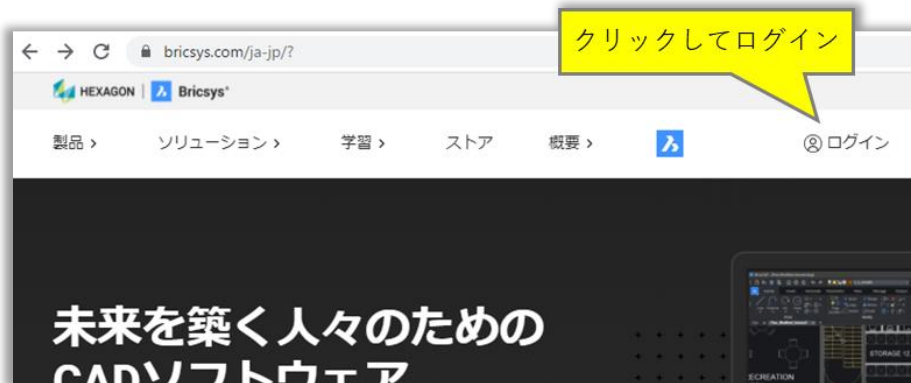 クリックしてログイン
bricsys.com/ja-jp/?
HEXAGON | Bricsys®
製品 › ソリューション › 学習 › ストア 概要 › ログイン
未来を築く人々のための
CADソフトウェア
STORAGE 12
ECREATION